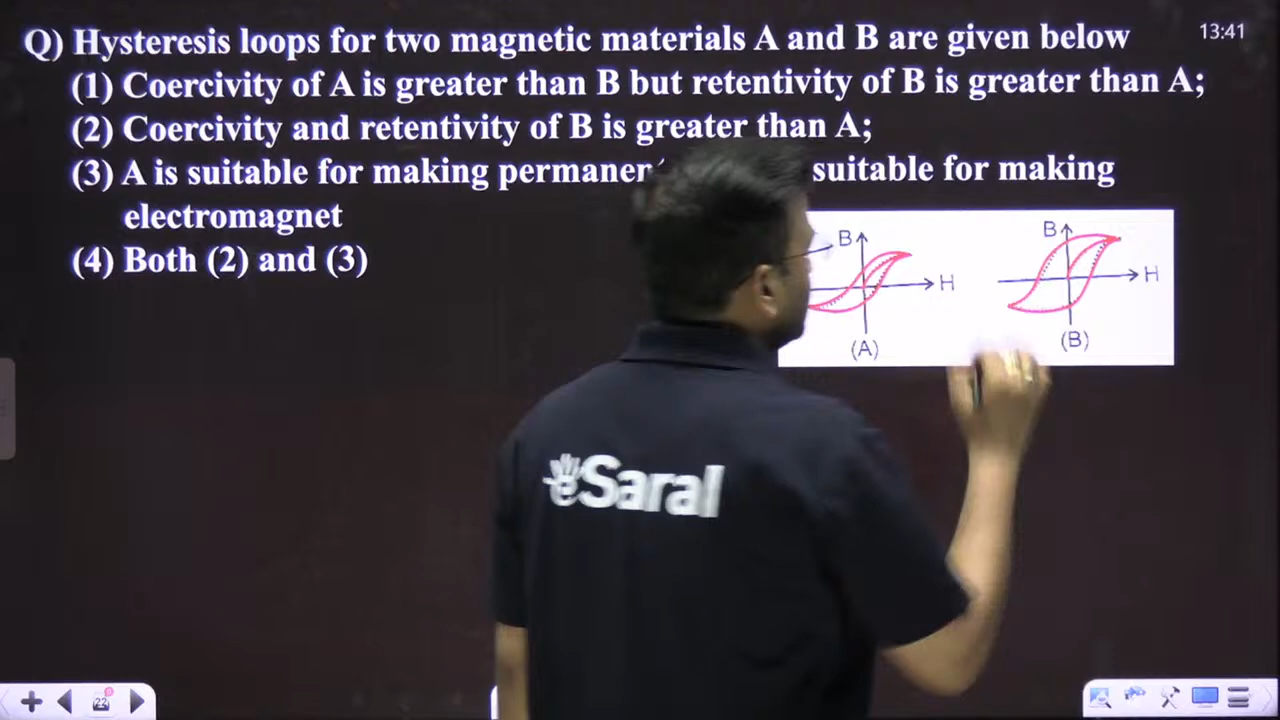 Q) Hysteresis loops for two magnetic materials A and B are given below
13:41
(1) Coercivity of A is greater than B but retentivity of B is greater than A;
(2) Coercivity and retentivity of B is greater than A;
(3) A is suitable for making suitable for making
electromagnet
(4) Both (2) and (3)
B H (A)
B H (B)
eSaral
22